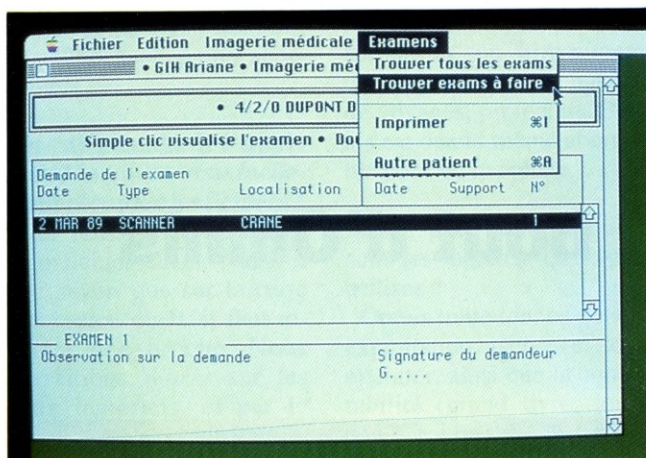 Fichier Edition Imagerie médicale Examens
• GIH Ariane • Imagerie mé
Trouver tous les exams
Trouver exams à faire
Imprimer ⌘I
Autre patient ⌘A
• 4/2/0 DUPONT D
Simple clic visualise l'examen • Dou
Demande de l'examen
Date Type Localisation Date Support N°
2 MAR 89 SCANNER CRANE 1
EXAMEN 1
Observation sur la demande Signature du demandeur
G.....